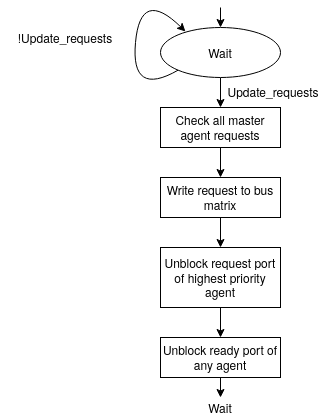 !Update_requests
Wait
Update_requests
Check all master
agent requests
Write request to bus
matrix
Unblock request port
of highest priority
agent
Unblock ready port of
any agent
Wait